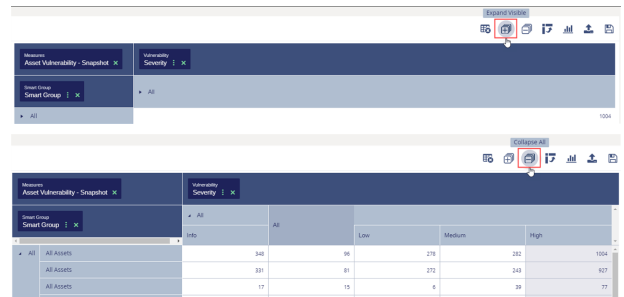 Expand Visible
Measures
Asset Vulnerability - Snapshot ×
Vulnerability
Severity ⋮ ×
Smart Group
Smart Group ⋮ ×
▸ All
▸ All 1004
Collapse All
Measures
Asset Vulnerability - Snapshot ×
Vulnerability
Severity ⋮ ×
Smart Group
Smart Group ⋮ ×
All
All
Info Low Medium High
All All Assets 348 96 278 282 1004
All Assets 331 81 272 243 927
All Assets 17 15 6 39 77